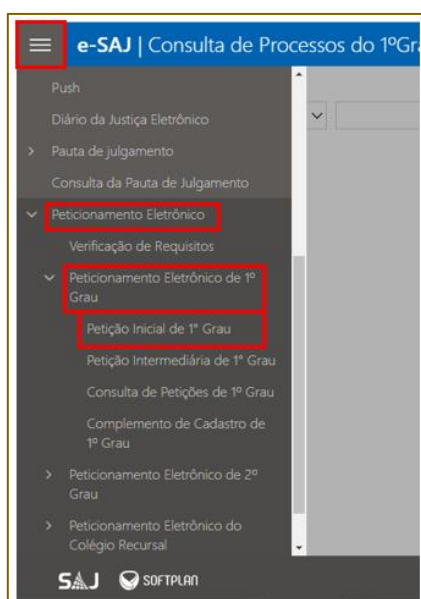 e-SAJ | Consulta de Processos do 1ºGr
Push
Diário da Justiça Eletrônico
Pauta de julgamento
Consulta da Pauta de Julgamento
Peticionamento Eletrônico
Verificação de Requisitos
Peticionamento Eletrônico de 1º
Grau
Petição Inicial de 1° Grau
Petição Intermediária de 1° Grau
Consulta de Petições de 1º Grau
Complemento de Cadastro de
1º Grau
Peticionamento Eletrônico de 2º
Grau
Peticionamento Eletrônico do
Colégio Recursal
SAJ SOFTPLAN